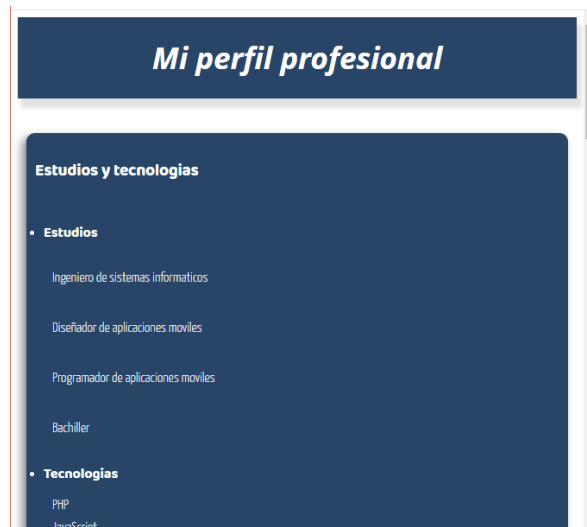 Mi perfil profesional
Estudios y tecnologias
Estudios
Ingeniero de sistemas informaticos
Diseñador de aplicaciones moviles
Programador de aplicaciones moviles
Bachiller
Tecnologias
PHP
JavaScript